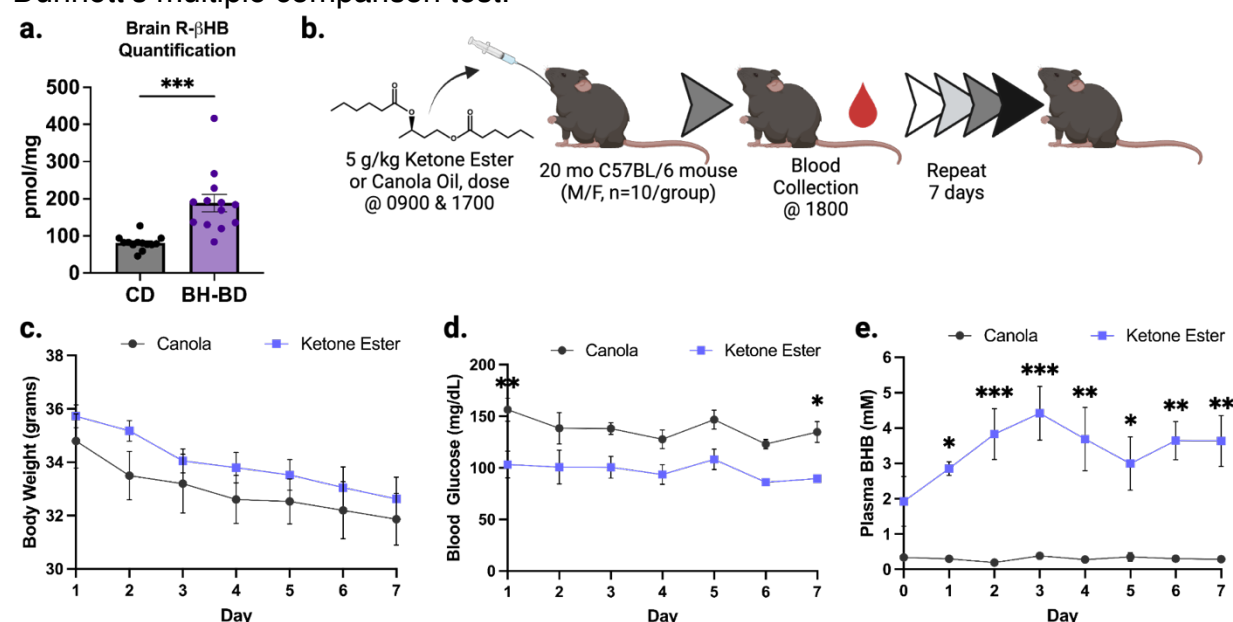 Dunnett's multiple comparison test.
a.
Brain R-βHB
Quantification
***
500
400
300
200
100
0
pmol/mg
CD BH-BD
b.
O
O
O
O
5 g/kg Ketone Ester
or Canola Oil, dose
@ 0900 & 1700
20 mo C57BL/6 mouse
(M/F, n=10/group)
Blood
Collection
@ 1800
Repeat
7 days
c.
Canola Ketone Ester
38
36
34
32
30
Body Weight (grams)
1 2 3 4 5 6 7
Day
d.
Canola Ketone Ester
200
150
100
50
0
Blood Glucose (mg/dL)
**
*
1 2 3 4 5 6 7
Day
e.
Canola Ketone Ester
6
5
4
3
2
1
0
Plasma BHB (mM)
* *** *** ** * ** **
0 1 2 3 4 5 6 7
Day